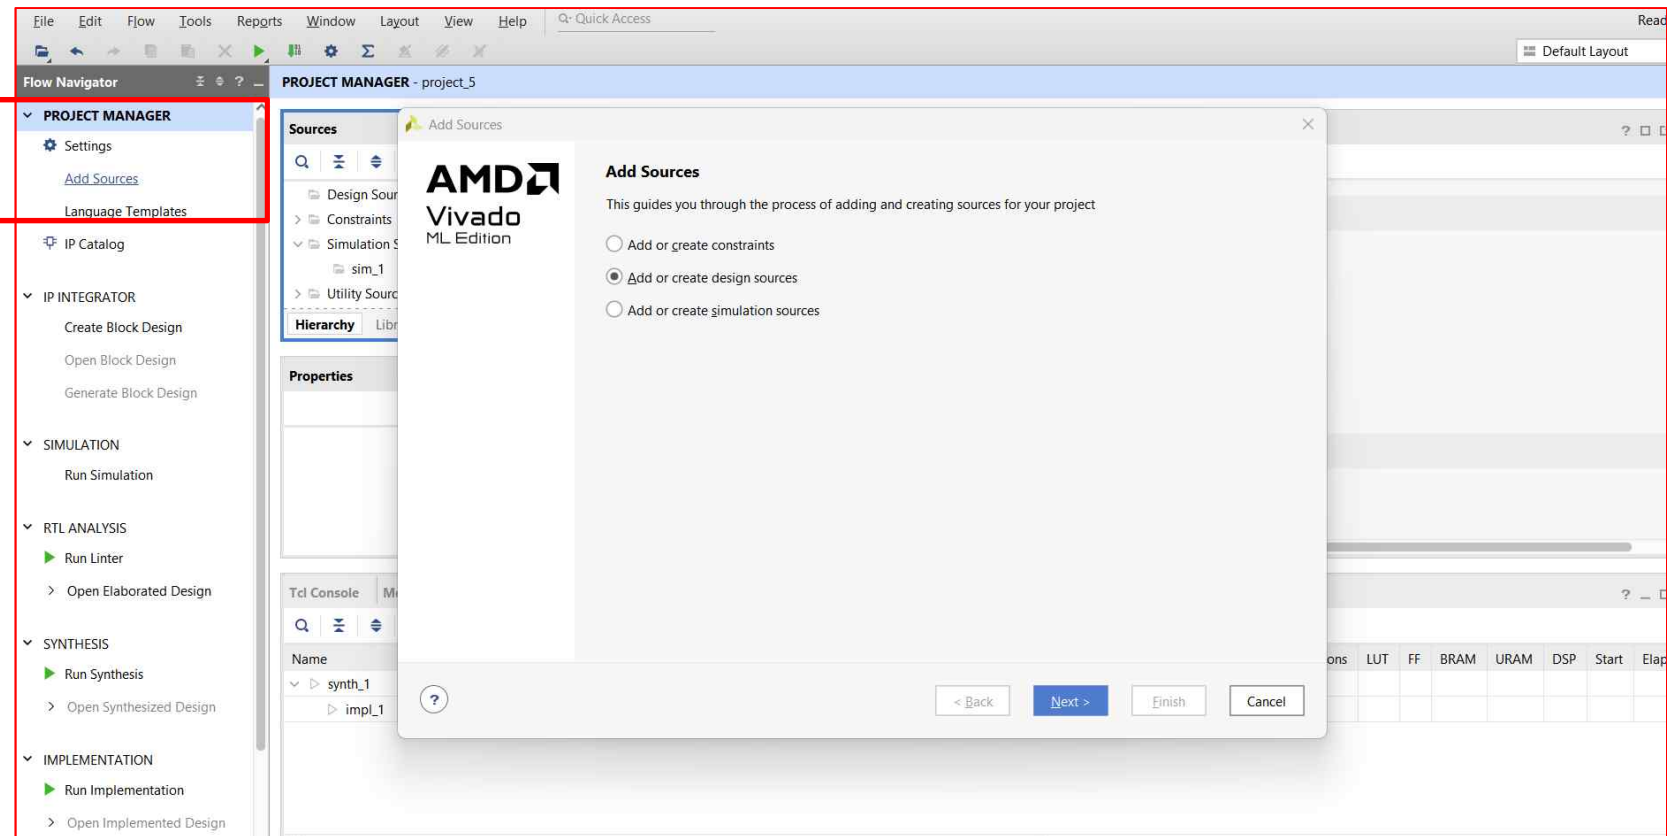 File Edit Flow Tools Reports Window Layout View Help Quick Access Read
Default Layout
Flow Navigator ? _ PROJECT MANAGER - project_5
PROJECT MANAGER
Settings
Add Sources
Language Templates
IP Catalog
IP INTEGRATOR
Create Block Design
Open Block Design
Generate Block Design
SIMULATION
Run Simulation
RTL ANALYSIS
Run Linter
Open Elaborated Design
SYNTHESIS
Run Synthesis
Open Synthesized Design
IMPLEMENTATION
Run Implementation
Open Implemented Design
Sources
Design Sour
Constraints
Simulation S
sim_1
Utility Sourc
Hierarchy Libr
Properties
Tcl Console M
Name
synth_1
impl_1
Add Sources
AMD
Vivado
ML Edition
Add Sources
This guides you through the process of adding and creating sources for your project
Add or create constraints
Add or create design sources
Add or create simulation sources
? < Back Next > Finish Cancel
?
? _
ons LUT FF BRAM URAM DSP Start Elap